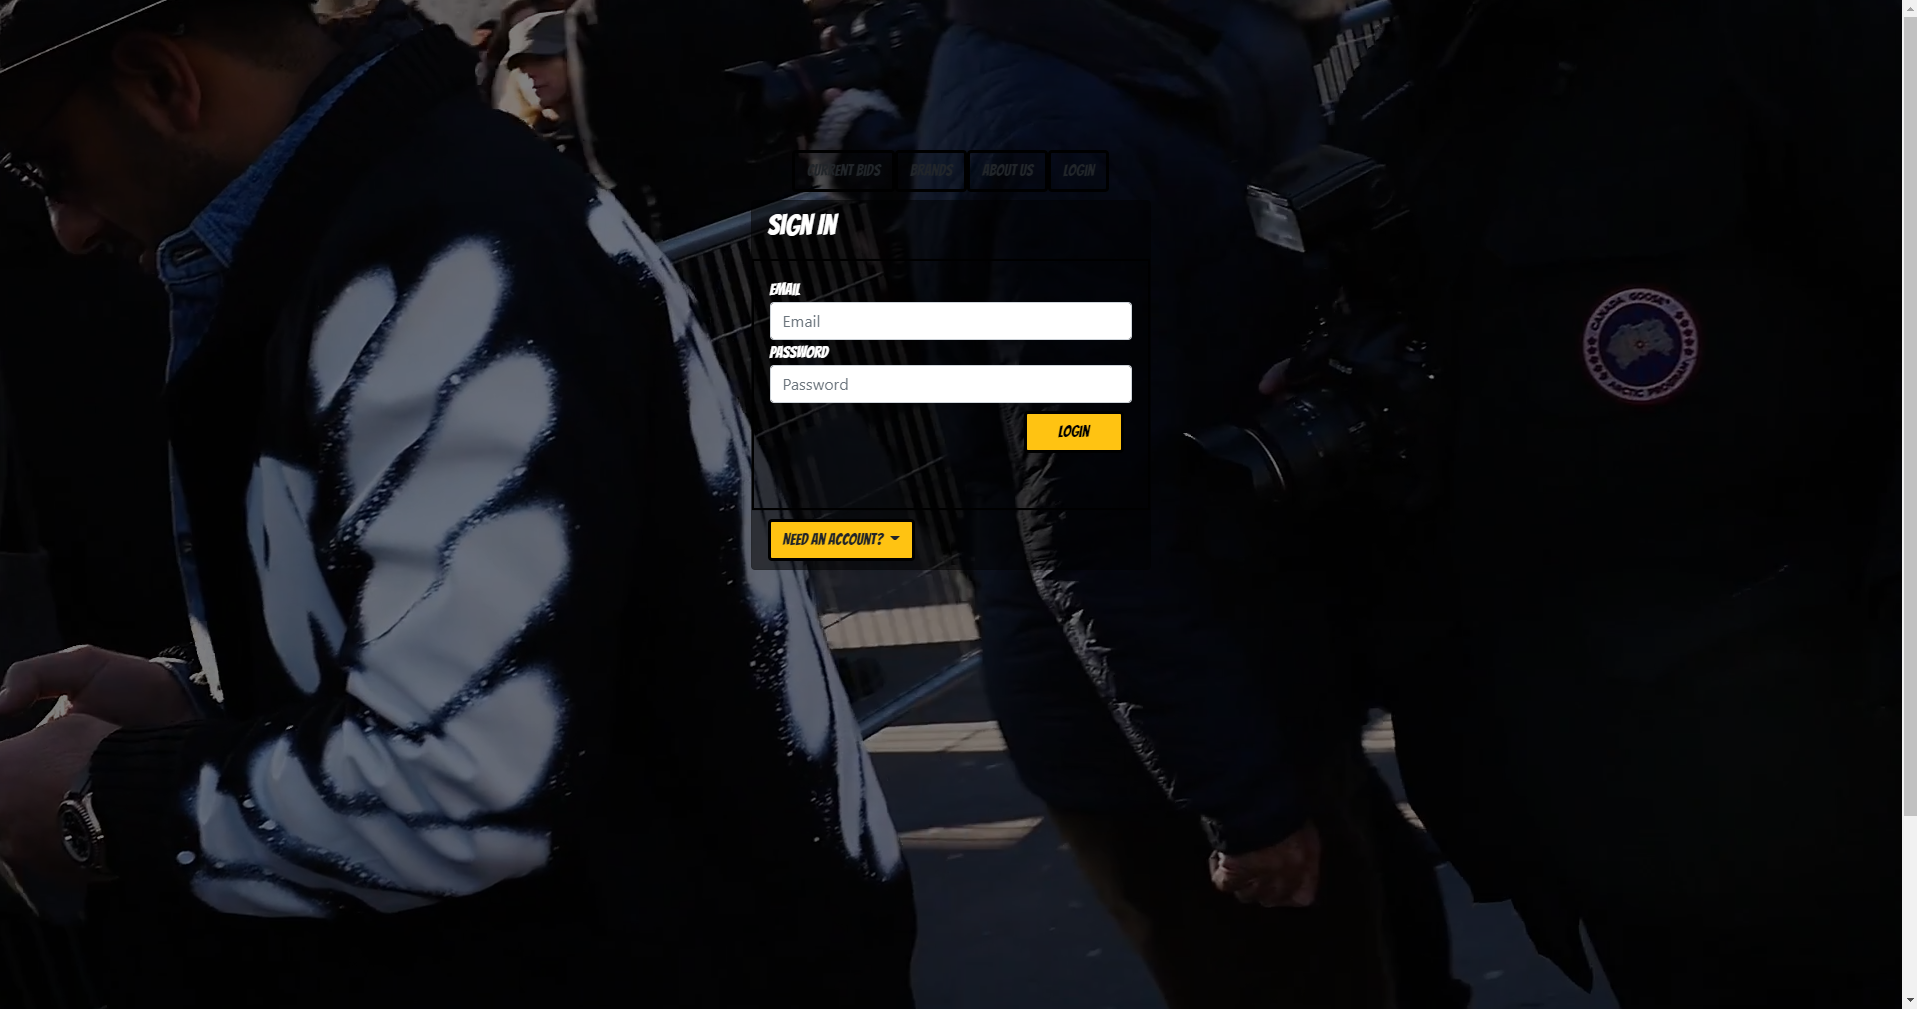 CURRENT BIDS
BRANDS
ABOUT US
LOGIN
SIGN IN
EMAIL
Email
PASSWORD
Password
LOGIN
NEED AN ACCOUNT?
CANADA GOOSE
ARCTIC PROGRAM
Nikon